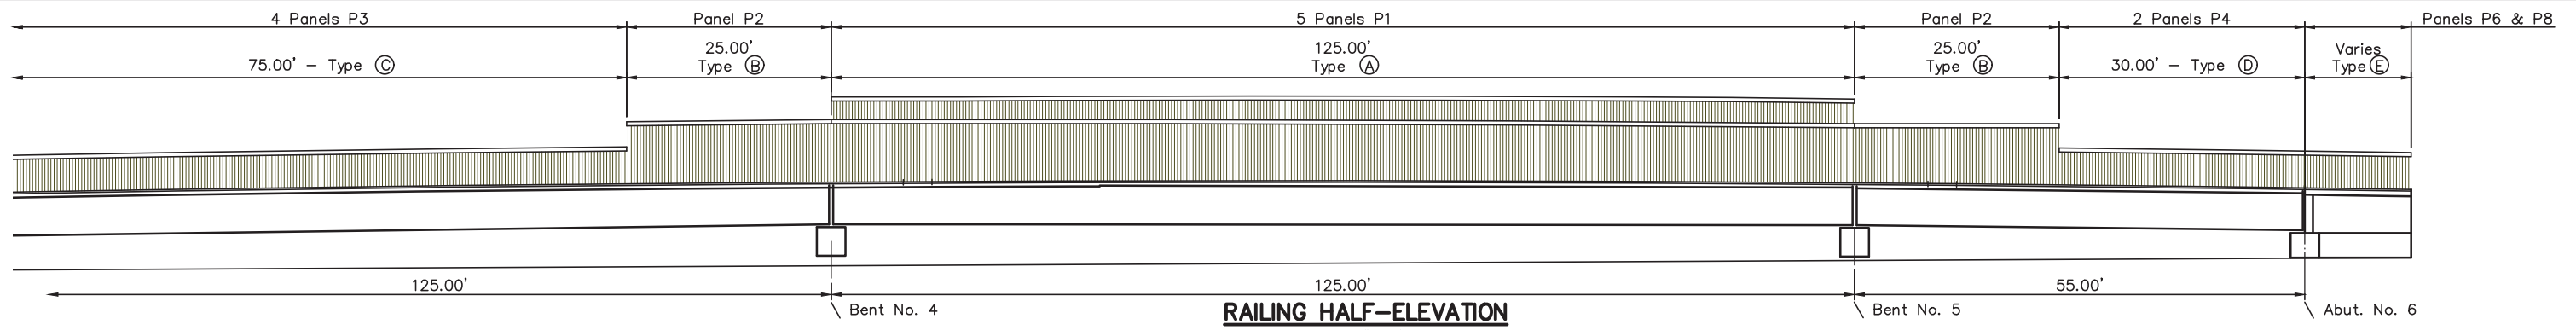 4 Panels P3
Panel P2
5 Panels P1
Panel P2
2 Panels P4
Panels P6 & P8
75.00' - Type C
25.00'
Type B
125.00'
Type A
25.00'
Type B
30.00' - Type D
Varies
Type E
125.00'
125.00'
55.00'
Bent No. 4
RAILING HALF-ELEVATION
Bent No. 5
Abut. No. 6